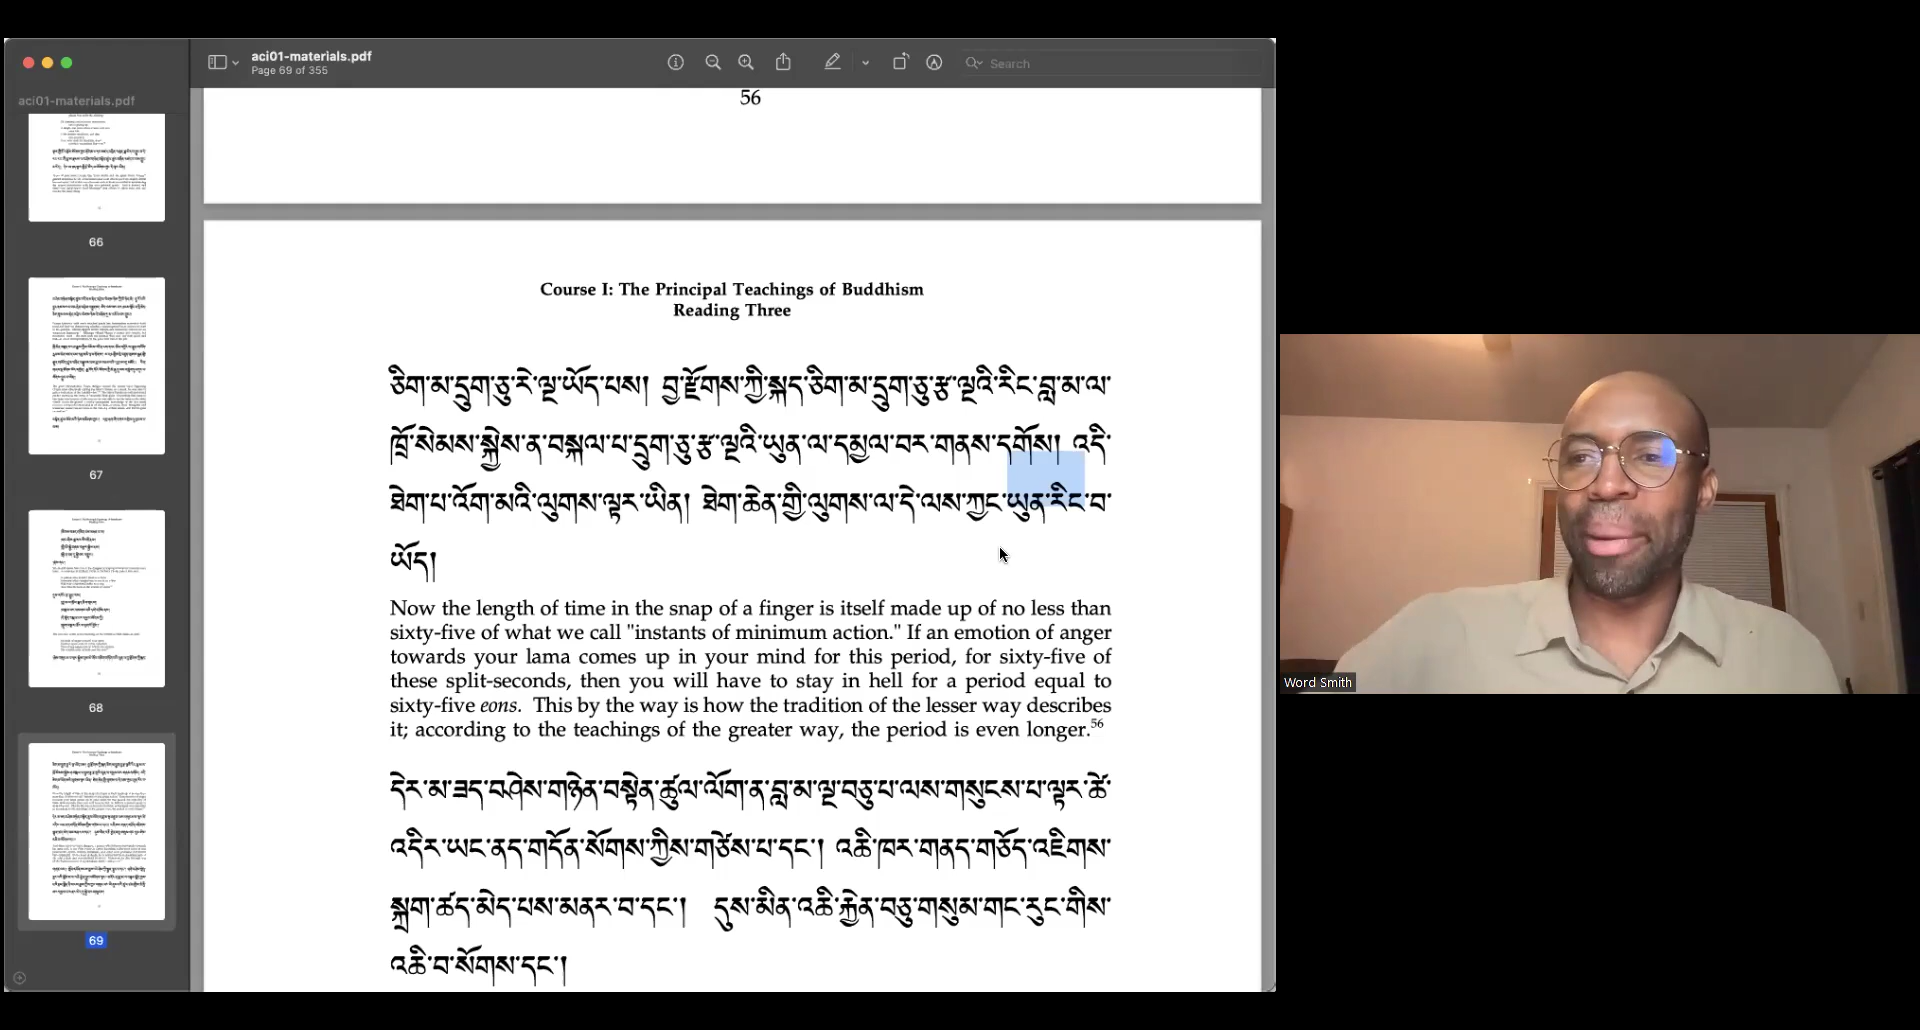 aci01-materials.pdf
Page 69 of 355
Search
aci01-materials.pdf
66
67
68
69
56
Course I: The Principal Teachings of Buddhism
Reading Three
ཅིག་མ་དྲུག་ཅུ་རེ་ལྔ་ཡོད་པས། བྱ་རྫོགས་ཀྱི་སྐད་ཅིག་མ་དྲུག་ཅུ་རྩ་ལྔའི་རིང་བླ་མ་ལ་
ཁྲོ་སེམས་སྐྱེས་ན་བསྐལ་པ་དྲུག་ཅུ་རྩ་ལྔའི་ཡུན་ལ་དམྱལ་བར་གནས་དགོས། འདི་
ཐེག་པ་འོག་མའི་ལུགས་ལྟར་ཡིན། ཐེག་ཆེན་གྱི་ལུགས་ལ་དེ་ལས་ཀྱང་ཡུན་རིང་བ་
ཡོད།
Now the length of time in the snap of a finger is itself made up of no less than
sixty-five of what we call "instants of minimum action." If an emotion of anger
towards your lama comes up in your mind for this period, for sixty-five of
these split-seconds, then you will have to stay in hell for a period equal to
sixty-five eons. This by the way is how the tradition of the lesser way describes
it; according to the teachings of the greater way, the period is even longer.56
དེར་མ་ཟད་བཤེས་གཉེན་བསྟེན་ཚུལ་ལོག་ན་བླ་མ་ལྔ་བཅུ་པ་ལས་གསུངས་པ་ལྟར་ཚེ་
འདིར་ཡང་ནད་གདོན་སོགས་ཀྱིས་གཙེས་པ་དང་། འཆི་ཁར་གནད་གཅོད་འཇིགས་
སྐྲག་ཚད་མེད་པས་མནར་བ་དང་། དུས་མིན་འཆི་རྐྱེན་བཅུ་གསུམ་གང་རུང་གིས་
འཆི་བ་སོགས་དང་།
Word Smith